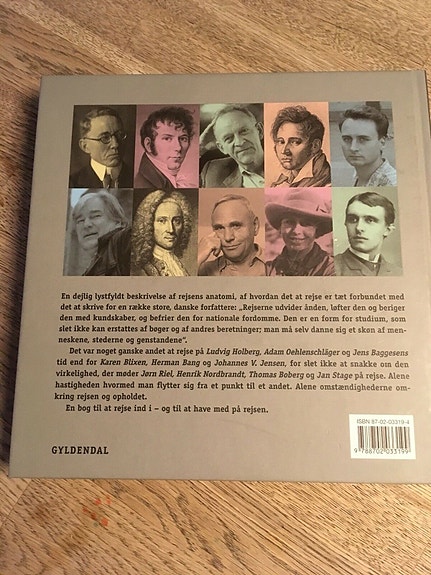 En dejlig lystfyldt beskrivelse af rejsens anatomi, af hvordan det at rejse er tæt forbundet med
det at skrive for en række store, danske forfattere: „Rejserne udvider ånden, løfter den og beriger
den med kundskaber, og befrier den for nationale fordomme. Den er en form for studium, som
slet ikke kan erstattes af bøger og af andres beretninger; man må selv danne sig et skøn af men-
neskene, stederne og genstandene".
Det var noget ganske andet at rejse på Ludvig Holberg, Adam Oehlenschläger og Jens Baggesens
tid end for Karen Blixen, Herman Bang og Johannes V. Jensen, for slet ikke at snakke om den
virkelighed, der møder Jørn Riel, Henrik Nordbrandt, Thomas Boberg og Jan Stage på rejse. Alene
hastigheden hvormed man flytter sig fra et punkt til et andet. Alene omstændighederne om-
kring rejsen og opholdet.
En bog til at rejse ind i – og til at have med på rejsen.
ISBN 87-02-03319-4
9 788702 033199
GYLDENDAL